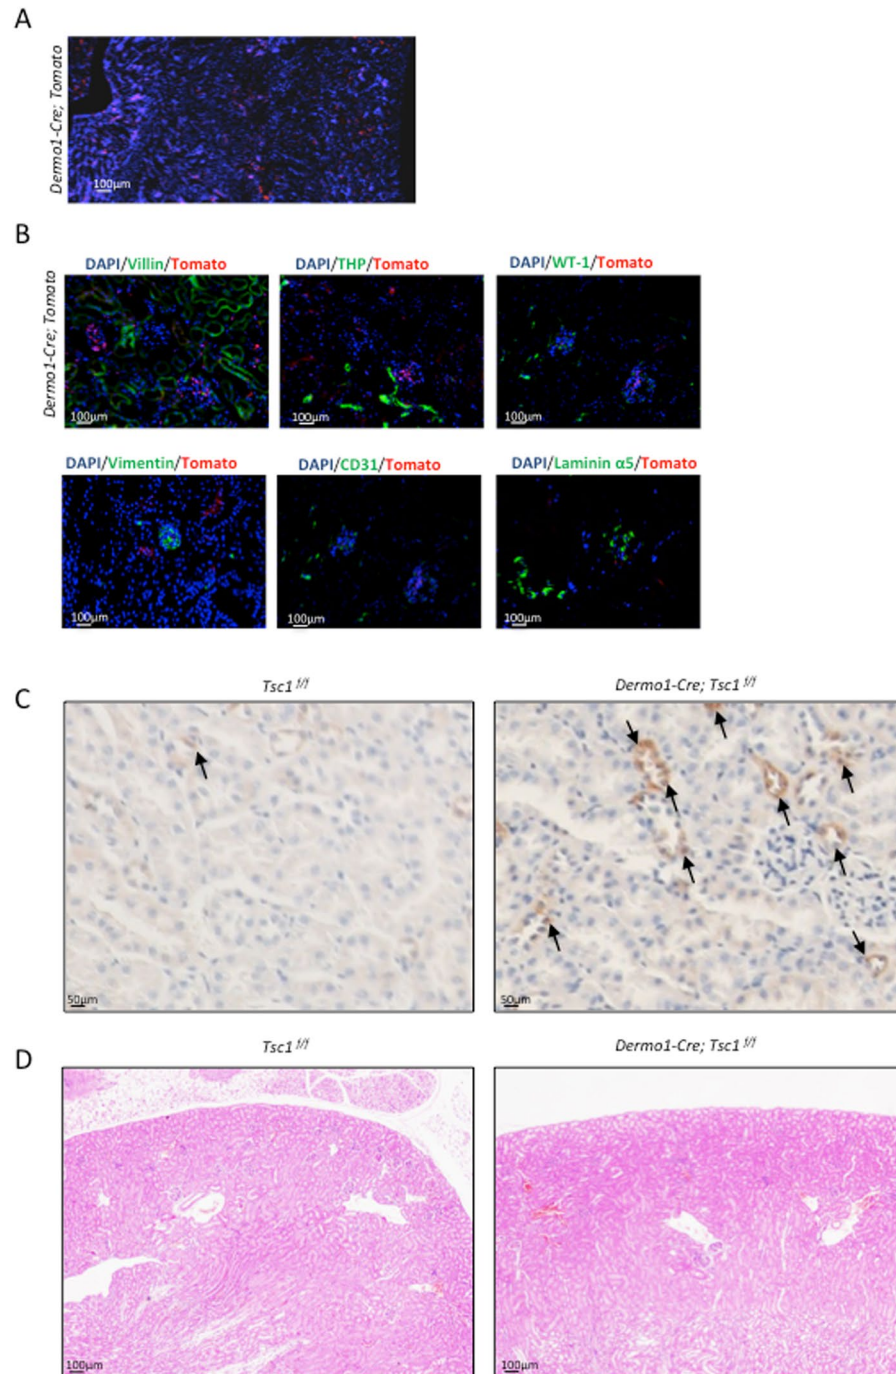 A
Dermo1-Cre; Tomato
100μm
B
Dermo1-Cre; Tomato
DAPI/Villin/Tomato DAPI/THP/Tomato DAPI/WT-1/Tomato
100μm 100μm 100μm
DAPI/Vimentin/Tomato DAPI/CD31/Tomato DAPI/Laminin α5/Tomato
100μm 100μm 100μm
C
Tsc1 f/f Dermo1-Cre; Tsc1 f/f
50μm 50μm
D
Tsc1 f/f Dermo1-Cre; Tsc1 f/f
100μm 100μm